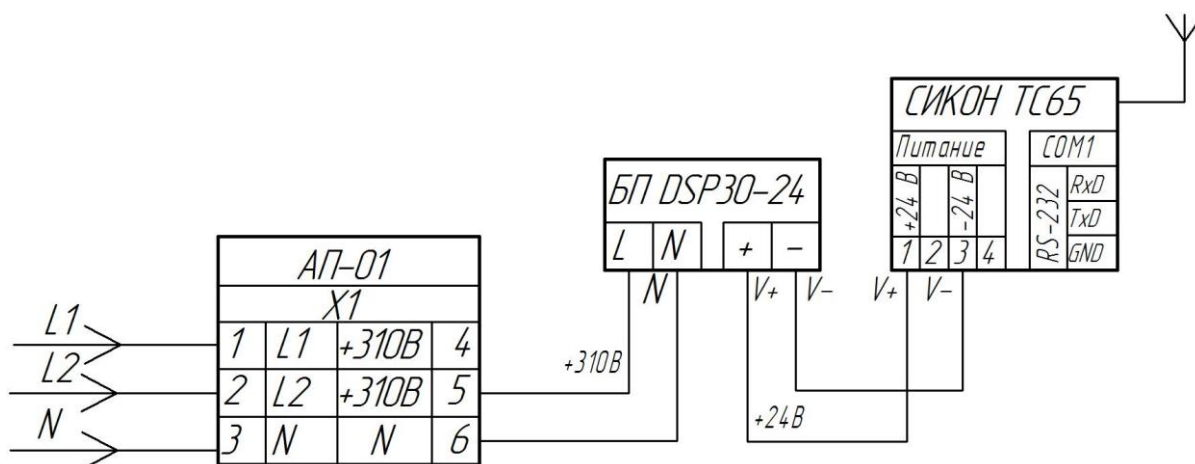 СИКОН ТС65
Питание
COM1
+24 В
-24 В
RS-232
RxD
TxD
GND
1 2 3 4
V+ V-
БП DSP30-24
L N + -
N V+ V-
АП-01
X1
L1 1 L1 +310В 4
L2 2 L2 +310В 5
N 3 N N 6
+310В
+24В